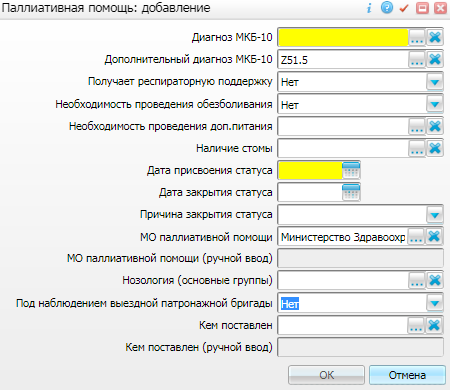 Паллиативная помощь: добавление
Диагноз МКБ-10
Дополнительный диагноз МКБ-10 Z51.5
Получает респираторную поддержку Нет
Необходимость проведения обезболивания Нет
Необходимость проведения доп.питания
Наличие стомы
Дата присвоения статуса
Дата закрытия статуса
Причина закрытия статуса
МО паллиативной помощи Министерство Здравоохр
МО паллиативной помощи (ручной ввод)
Нозология (основные группы)
Под наблюдением выездной патронажной бригады Нет
Кем поставлен
Кем поставлен (ручной ввод)
ОК Отмена